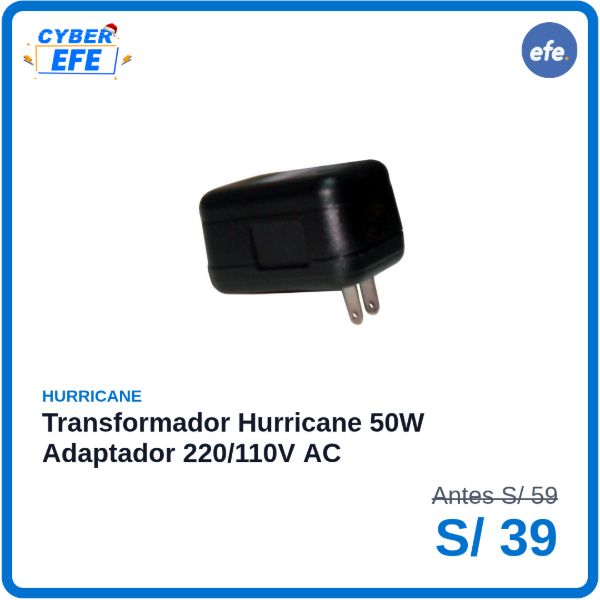 CYBER
EFE
efe.
HURRICANE
Transformador Hurricane 50W
Adaptador 220/110V AC
Antes S/ 59
S/ 39